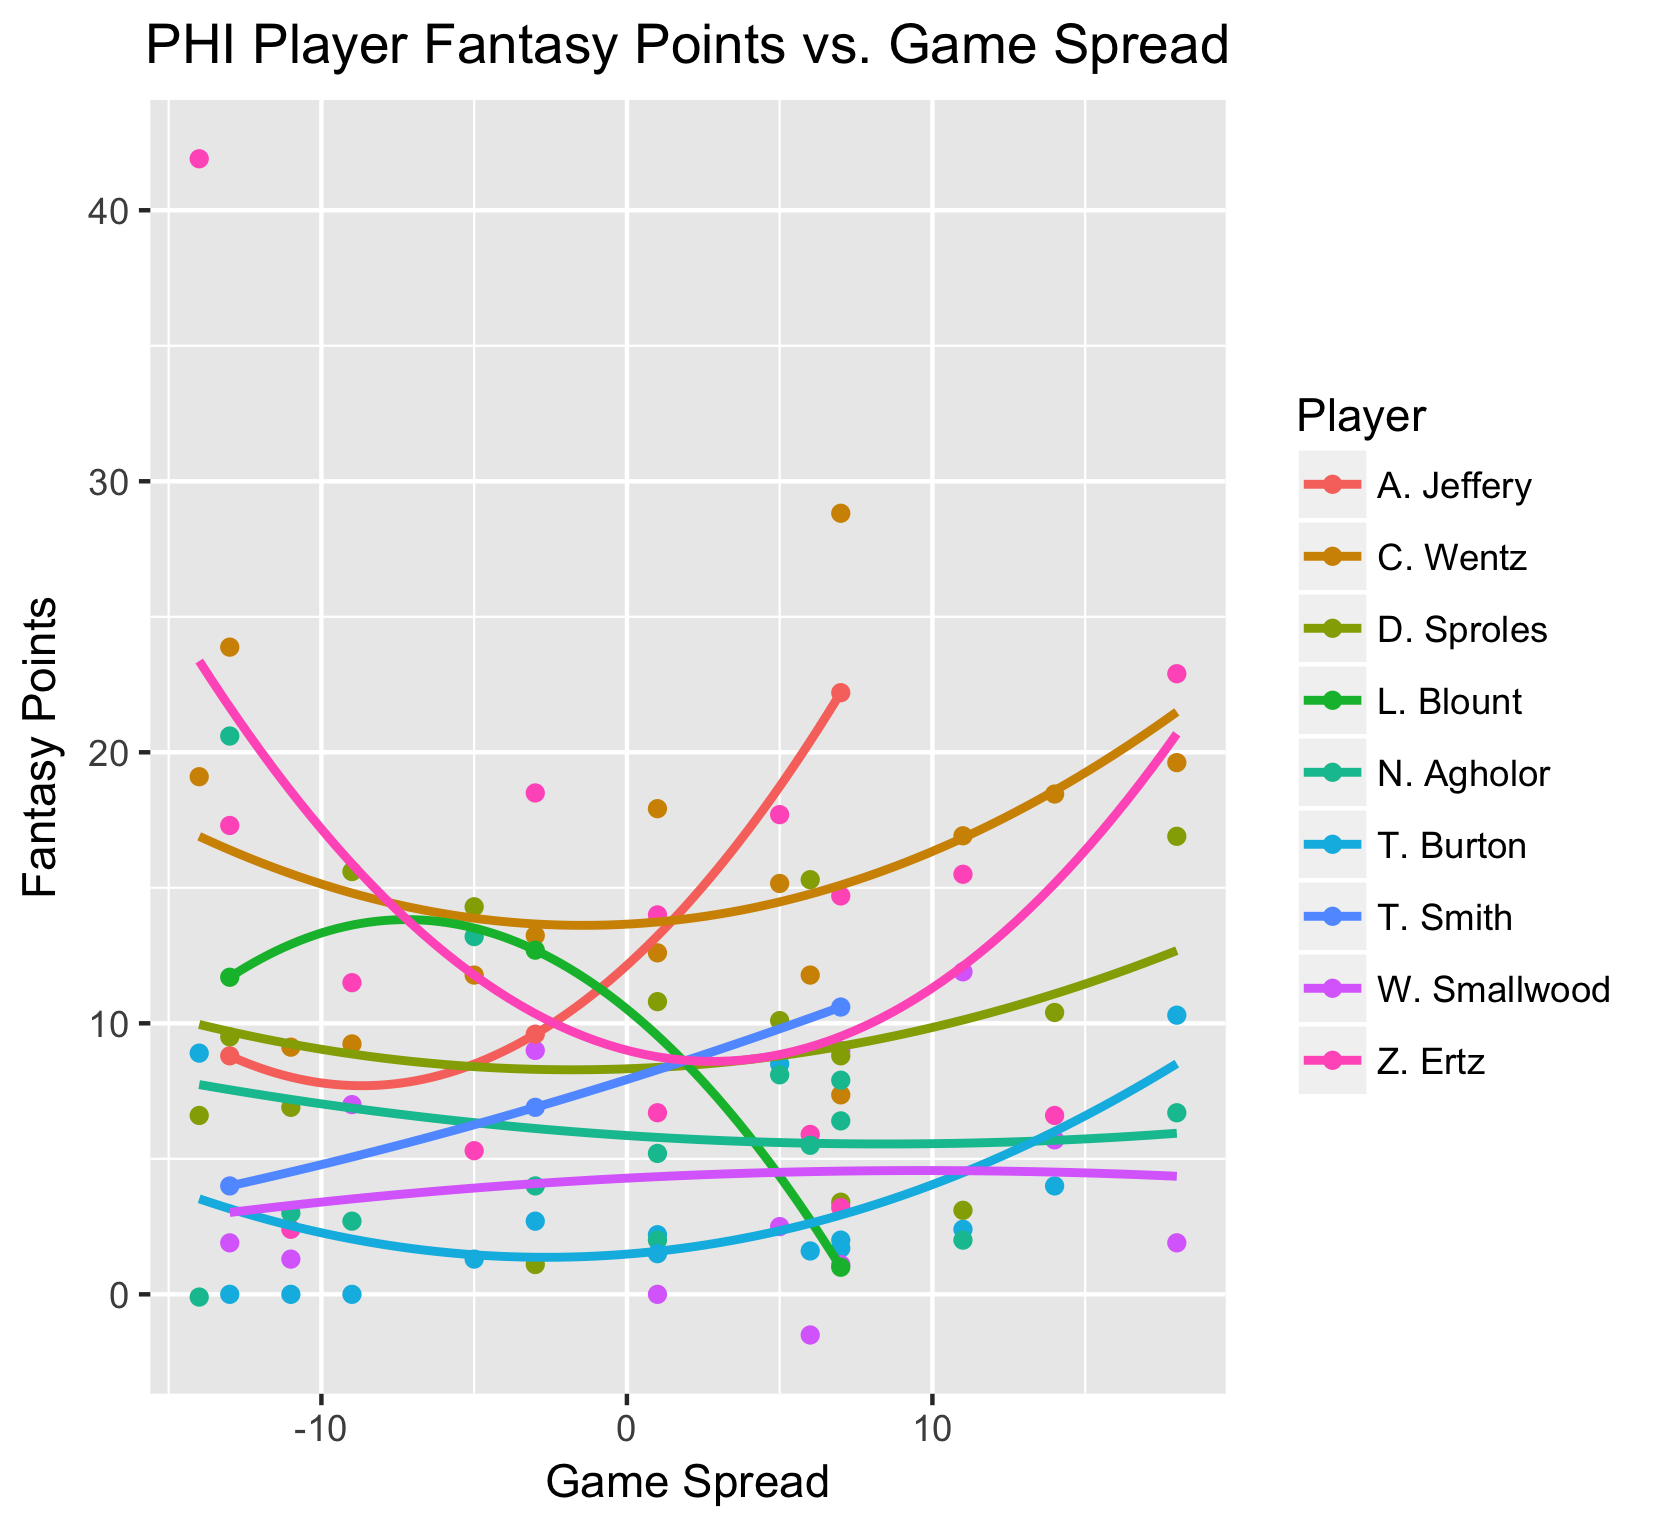 PHI Player Fantasy Points vs. Game Spread
Fantasy Points
40
30
20
10
0
-10
0
10
Game Spread
Player
A. Jeffery
C. Wentz
D. Sproles
L. Blount
N. Agholor
T. Burton
T. Smith
W. Smallwood
Z. Ertz